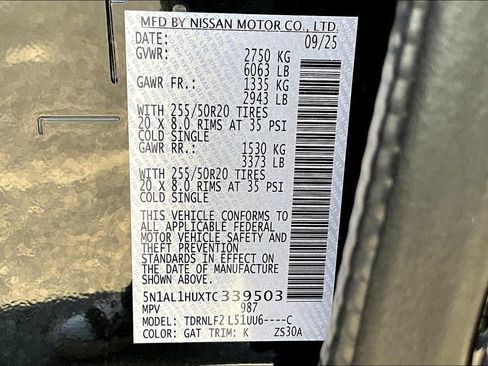 MFD BY NISSAN MOTOR CO., LTD.
DATE: 09/25
GVWR: 2750 KG
6063 LB
GAWR FR.: 1335 KG
2943 LB
WITH 255/50R20 TIRES
20 X 8.0 RIMS AT 35 PSI
COLD SINGLE
GAWR RR.: 1530 KG
3373 LB
WITH 255/50R20 TIRES
20 X 8.0 RIMS AT 35 PSI
COLD SINGLE
THIS VEHICLE CONFORMS TO
ALL APPLICABLE FEDERAL
MOTOR VEHICLE SAFETY AND
THEFT PREVENTION
STANDARDS IN EFFECT ON
THE DATE OF MANUFACTURE
SHOWN ABOVE.
5N1AL1HUXTC339503
MPV 987
MODEL: TDRNLF2 L51UU6----C
COLOR: GAT TRIM: K ZS30A